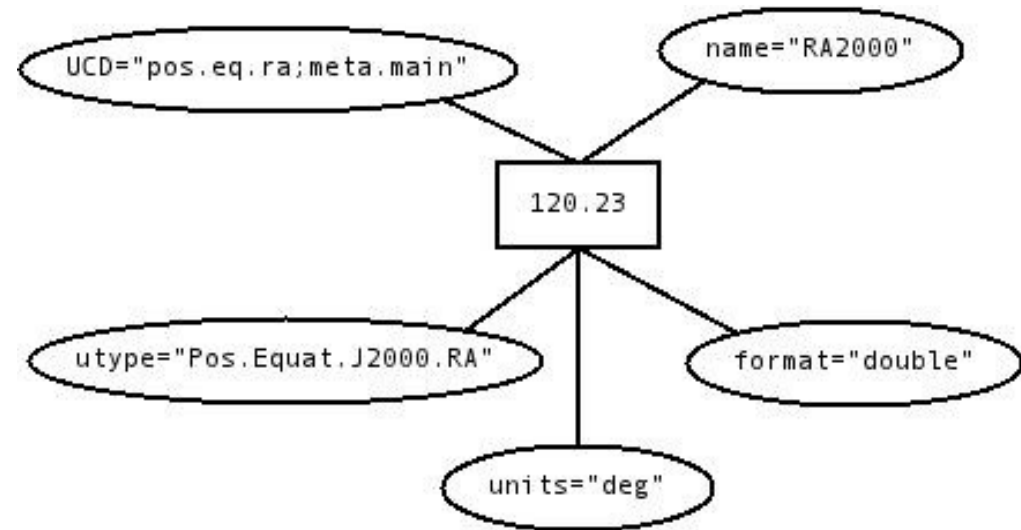 UCD="pos.eq.ra;meta.main"
name="RA2000"
120.23
utype="Pos.Equat.J2000.RA"
format="double"
units="deg"